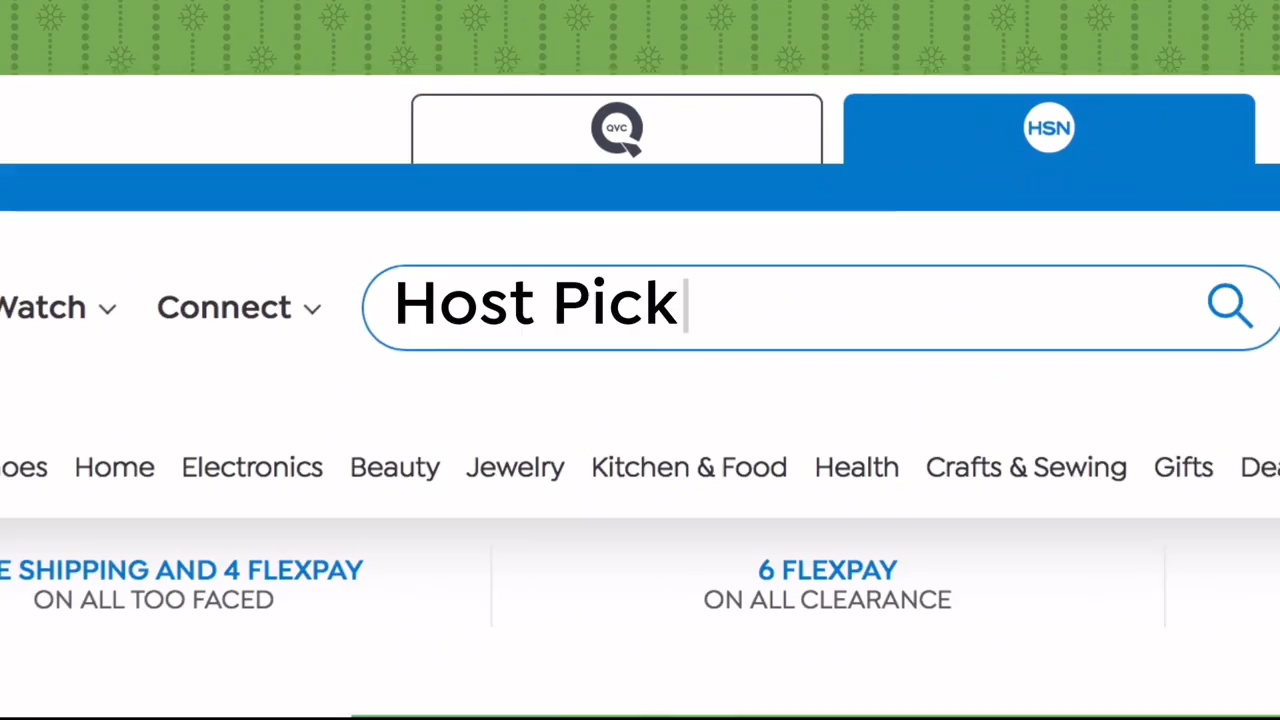 QVC
HSN
Watch Connect Host Pick
oes Home Electronics Beauty Jewelry Kitchen & Food Health Crafts & Sewing Gifts Dea
E SHIPPING AND 4 FLEXPAY
ON ALL TOO FACED
6 FLEXPAY
ON ALL CLEARANCE